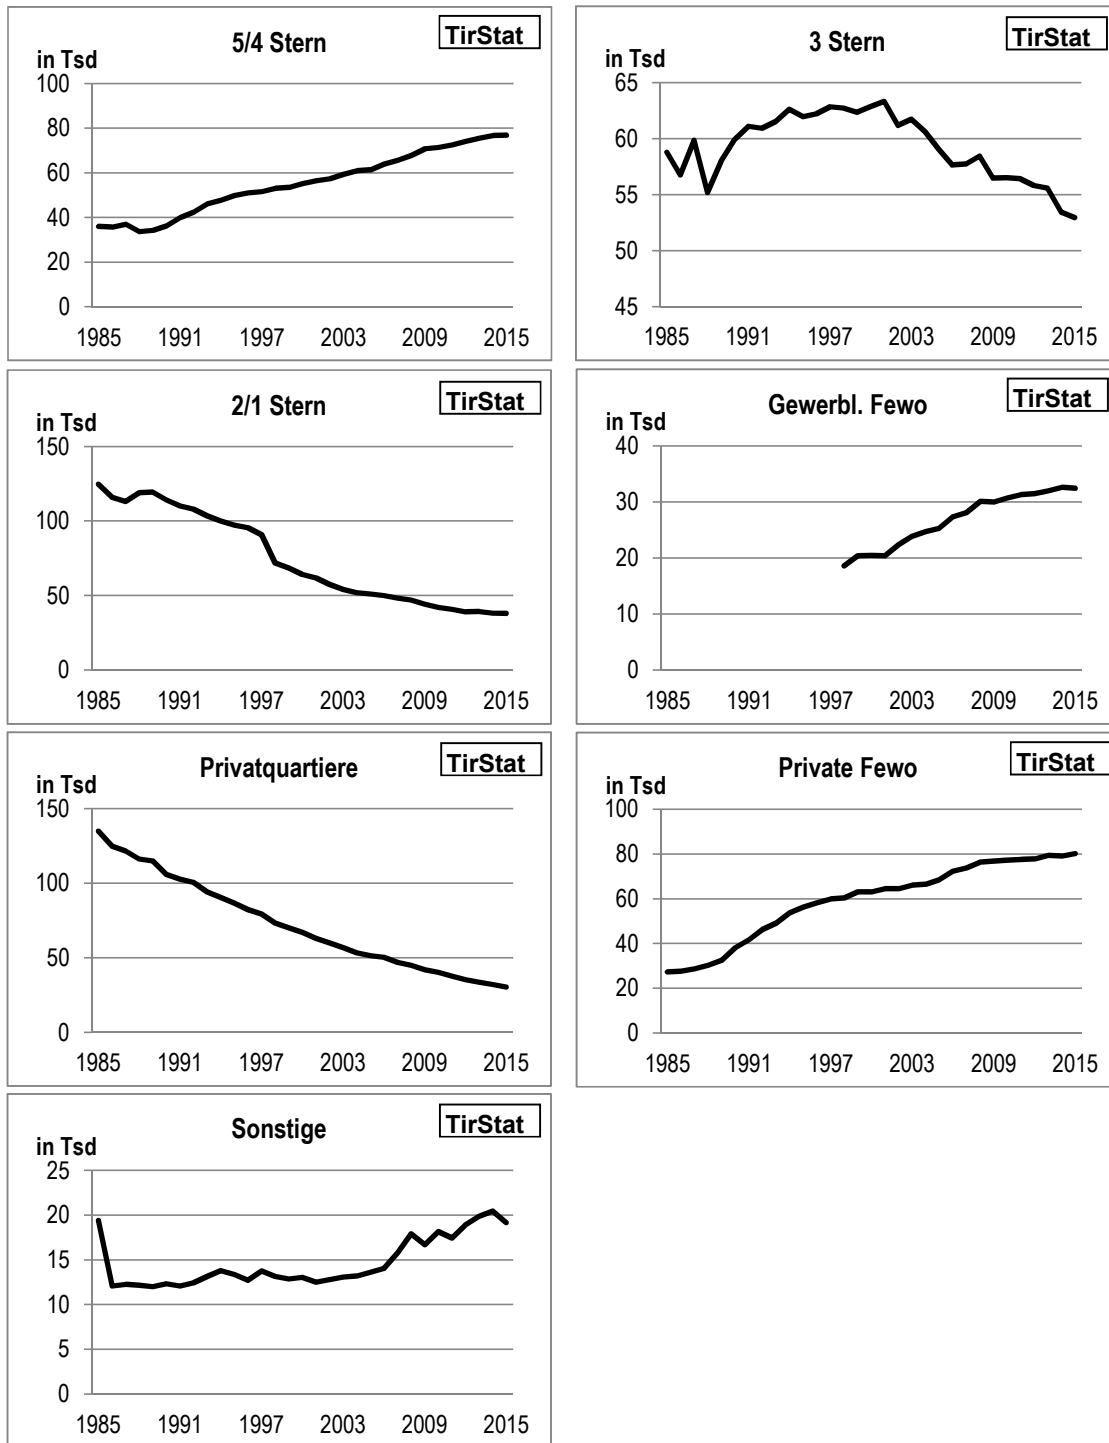 5/4 Stern
TirStat
in Tsd
100
80
60
40
20
0
1985 1991 1997 2003 2009 2015
3 Stern
TirStat
in Tsd
65
60
55
50
45
1985 1991 1997 2003 2009 2015
2/1 Stern
TirStat
in Tsd
150
100
50
0
1985 1991 1997 2003 2009 2015
Gewerbl. Fewo
TirStat
in Tsd
40
30
20
10
0
1985 1991 1997 2003 2009 2015
Privatquartiere
TirStat
in Tsd
150
100
50
0
1985 1991 1997 2003 2009 2015
Private Fewo
TirStat
in Tsd
100
80
60
40
20
0
1985 1991 1997 2003 2009 2015
Sonstige
TirStat
in Tsd
25
20
15
10
5
0
1985 1991 1997 2003 2009 2015